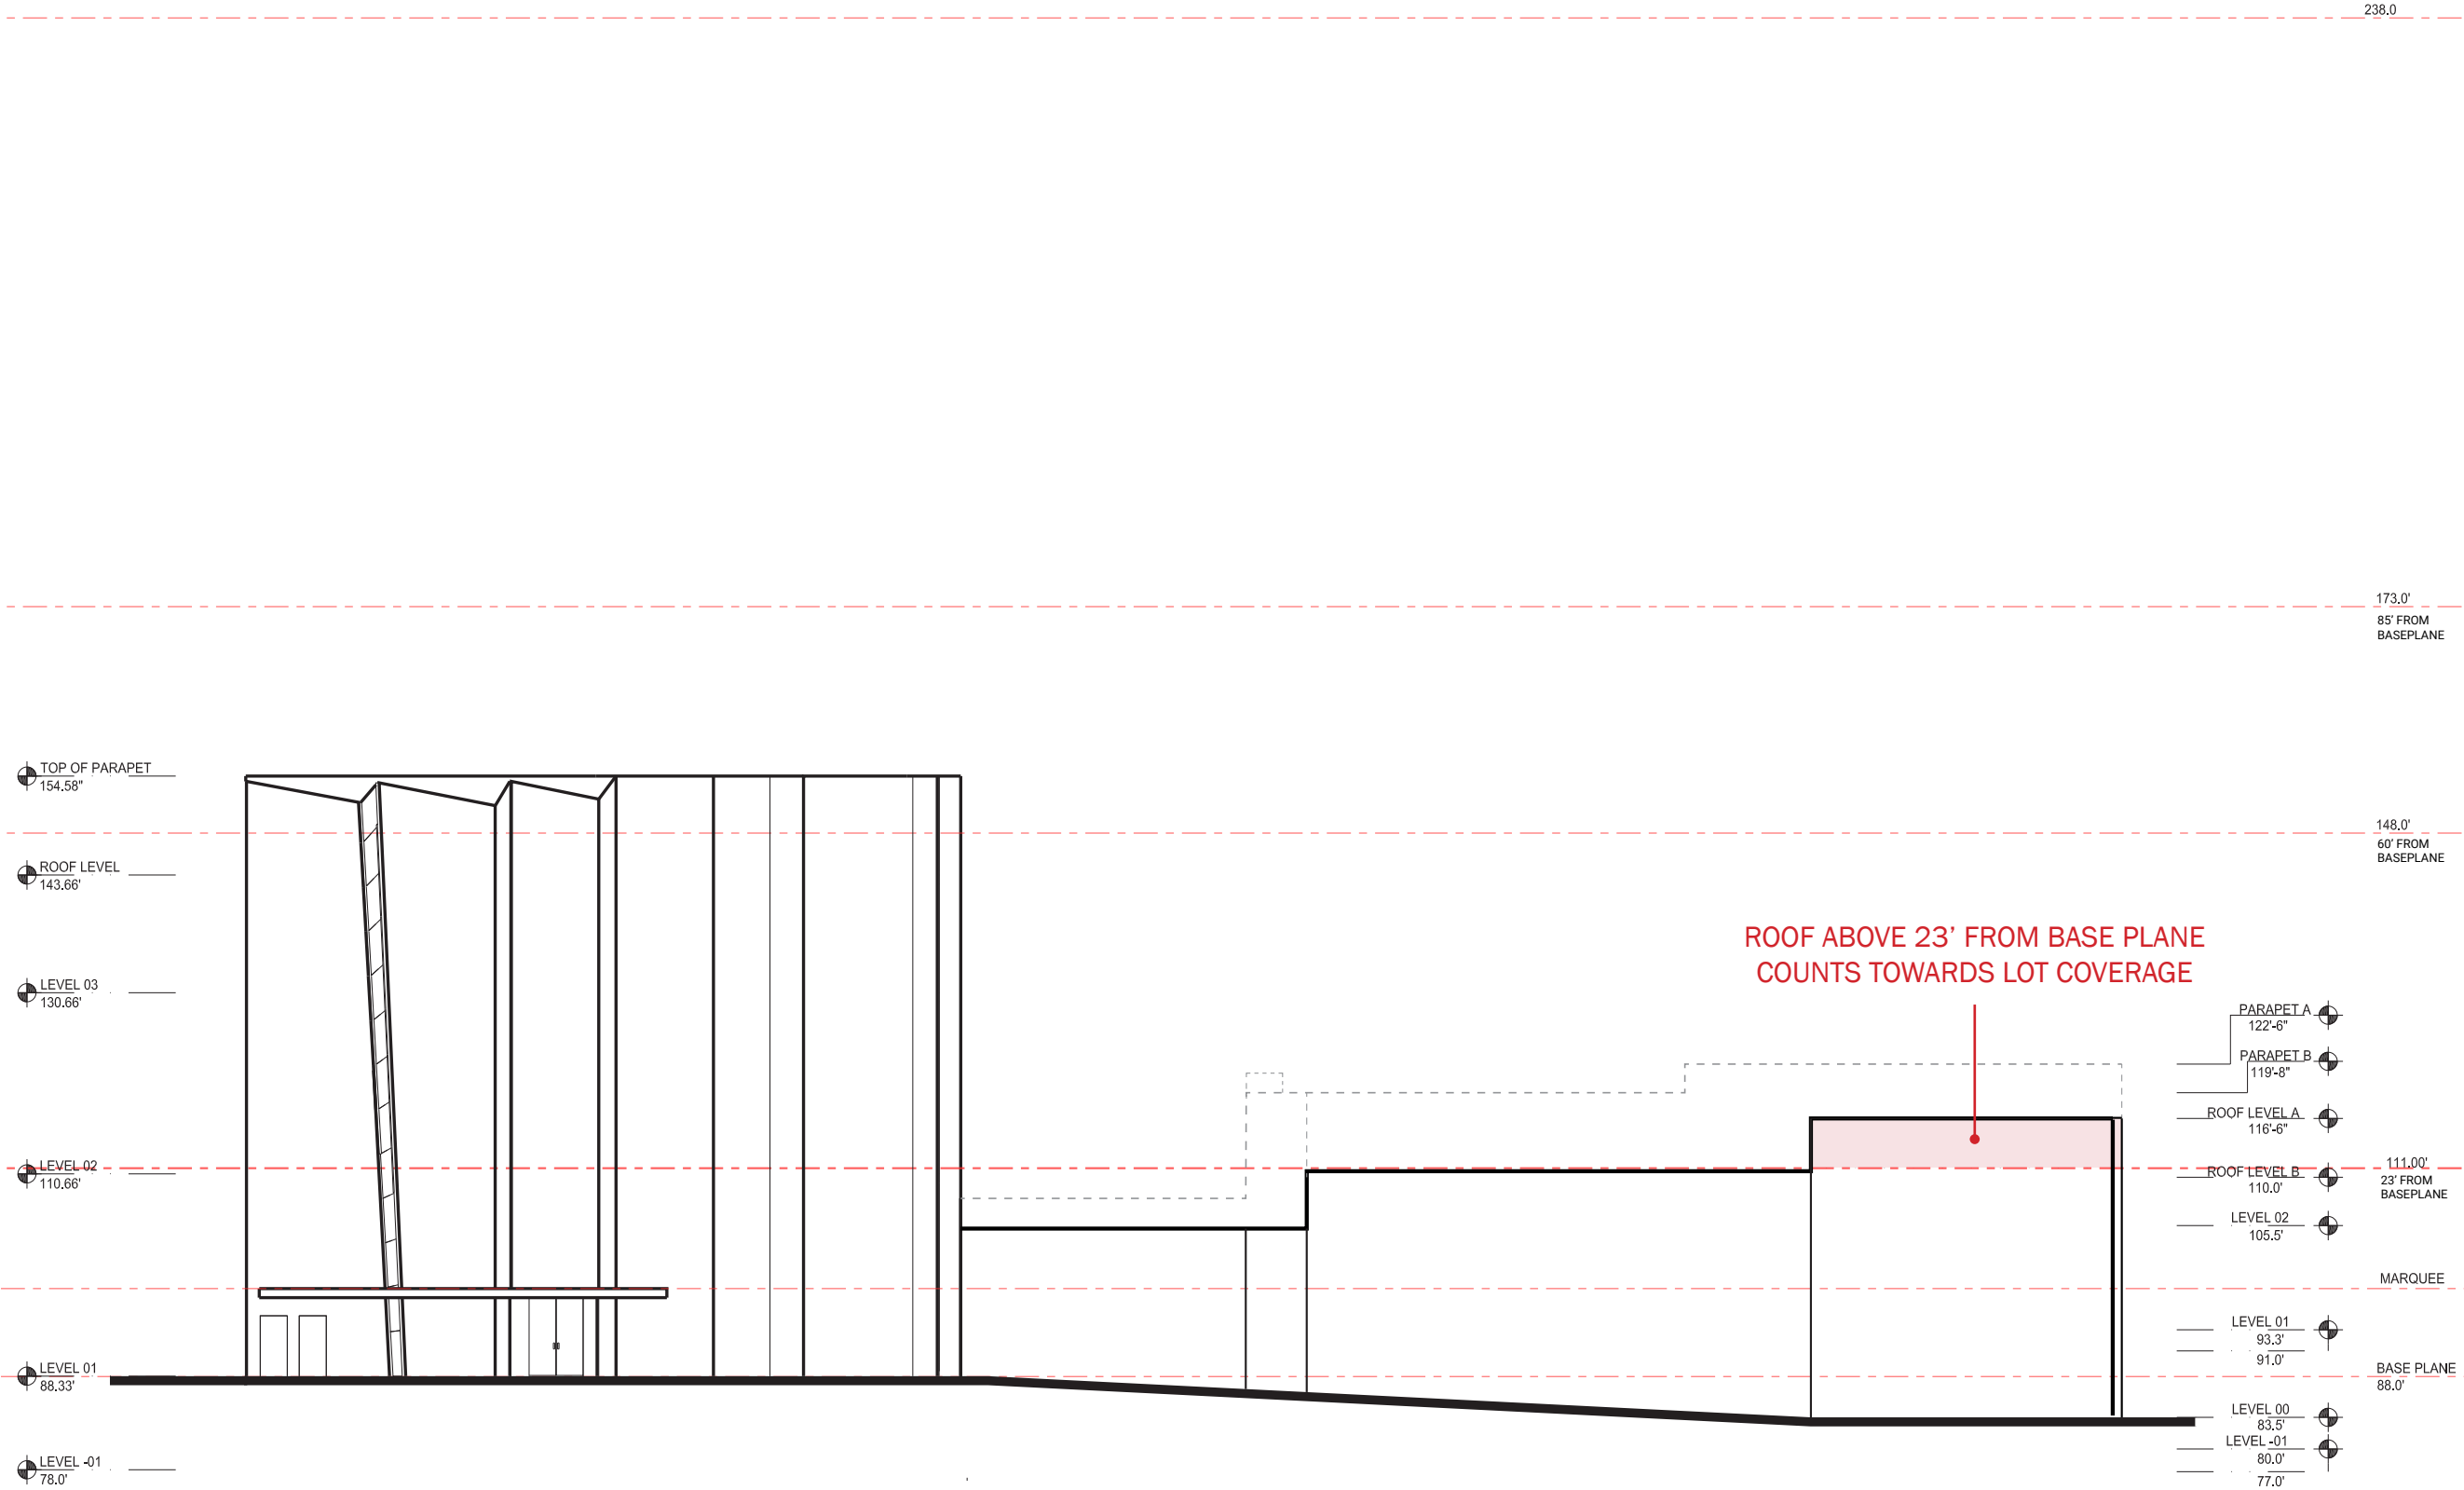 238.0
173.0'
85' FROM
BASEPLANE
TOP OF PARAPET
154.58"
148.0'
60' FROM
BASEPLANE
ROOF LEVEL
143.66'
ROOF ABOVE 23' FROM BASE PLANE
COUNTS TOWARDS LOT COVERAGE
LEVEL 03
130.66'
PARAPET A
122'-6"
PARAPET B
119'-8"
ROOF LEVEL A
116'-6"
LEVEL 02
110.66'
111.00'
23' FROM
BASEPLANE
ROOF LEVEL B
110.0'
LEVEL 02
105.5'
MARQUEE
LEVEL 01
93.3'
91.0'
LEVEL 01
88.33'
BASE PLANE
88.0'
LEVEL 00
83.5'
LEVEL -01
80.0'
77.0'
LEVEL -01
78.0'